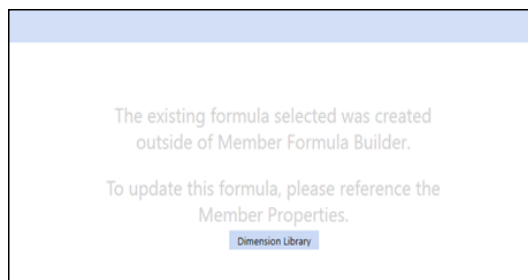 The existing formula selected was created
outside of Member Formula Builder.
To update this formula, please reference the
Member Properties.
Dimension Library